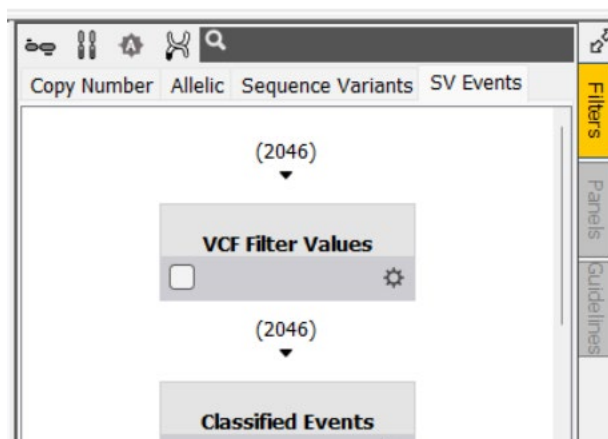 Copy Number Allelic Sequence Variants SV Events
(2046)
VCF Filter Values
(2046)
Classified Events
Filters
Panels
Guidelines